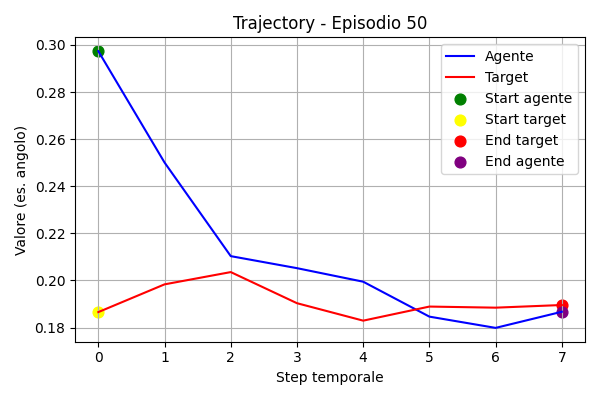 Trajectory - Episodio 50
Valore (es. angolo)
0.30
0.28
0.26
0.24
0.22
0.20
0.18
Agente
Target
Start agente
Start target
End target
End agente
0 1 2 3 4 5 6 7
Step temporale